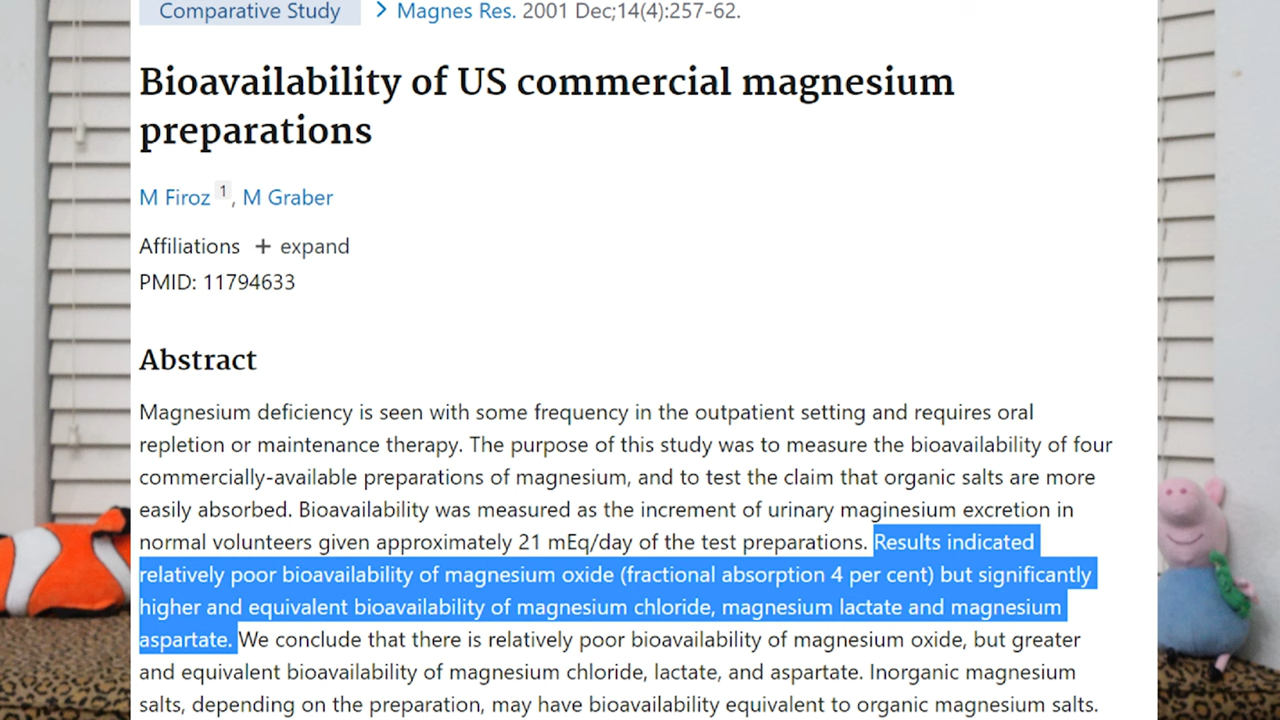 Comparative Study > Magnes Res. 2001 Dec;14(4):257-62.
Bioavailability of US commercial magnesium
preparations
M Firoz 1, M Graber
Affiliations + expand
PMID: 11794633
Abstract
Magnesium deficiency is seen with some frequency in the outpatient setting and requires oral
repletion or maintenance therapy. The purpose of this study was to measure the bioavailability of four
commercially-available preparations of magnesium, and to test the claim that organic salts are more
easily absorbed. Bioavailability was measured as the increment of urinary maginesium excretion in
normal volunteers given approximately 21 mEq/day of the test preparations. Results indicated
relatively poor bioavailability of magnesium oxide (fractional absorption 4 per cent) but significantly
higher and equivalent bioavailability of magnesium chloride, magnesium lactate and magnesium
aspartate. We conclude that there is relatively poor bioavailability of magnesium oxide, but greater
and equivalent bioavailability of magnesium chloride, lactate, and aspartate. Inorganic magnesium
salts, depending on the preparation, may have bioavailability equivalent to organic magnesium salts.